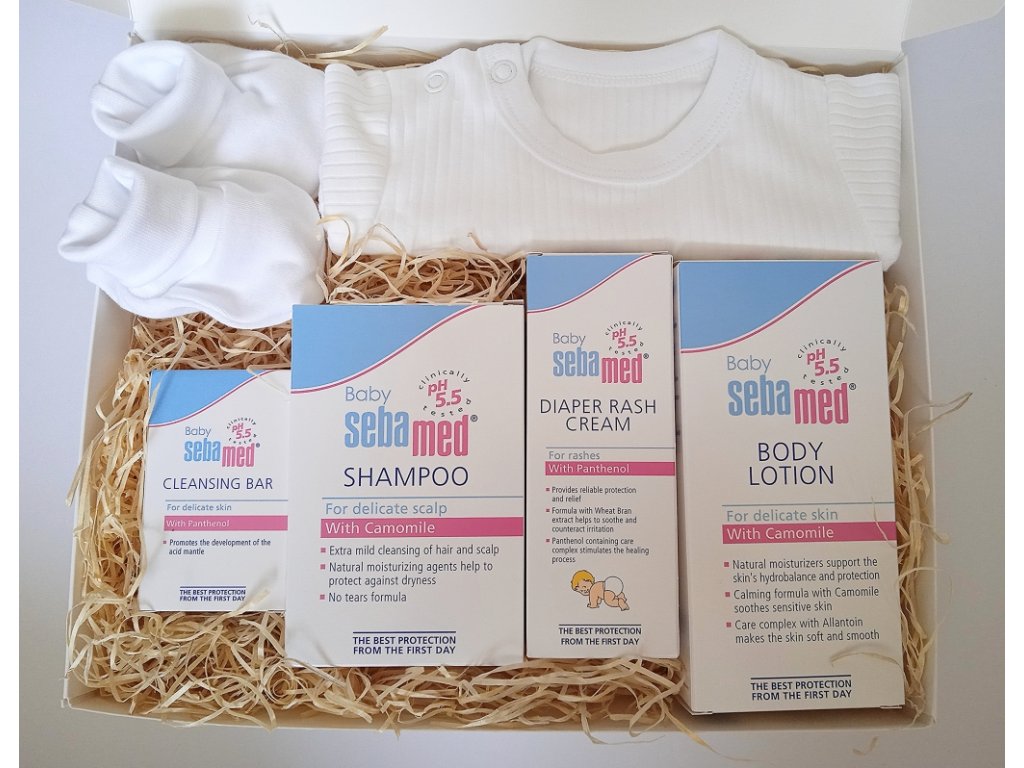 Baby
clinically tested
pH
5.5
sebamed®
CLEANSING BAR
For delicate skin
With Panthenol
Promotes the development of the
acid mantle
THE BEST PROTECTION
FROM THE FIRST DAY
Baby
clinically tested
pH
5.5
sebamed®
SHAMPOO
For delicate scalp
With Camomile
Extra mild cleansing of hair and scalp
Natural moisturizing agents help to
protect against dryness
No tears formula
THE BEST PROTECTION
FROM THE FIRST DAY
Baby
clinically tested
pH
5.5
sebamed®
DIAPER RASH
CREAM
For rashes
With Panthenol
Provides reliable protection
and relief
Formula with Wheat Bran
extract helps to soothe and
counteract irritation
Panthenol containing care
complex stimulates the healing
process
THE BEST PROTECTION
FROM THE FIRST DAY
Baby
clinically tested
pH
5.5
sebamed®
BODY
LOTION
For delicate skin
With Camomile
Natural moisturizers support the
skin's hydrobalance and protection
Calming formula with Camomile
soothes sensitive skin
Care complex with Allantoin
makes the skin soft and smooth
THE BEST PROTECTION
FROM THE FIRST DAY